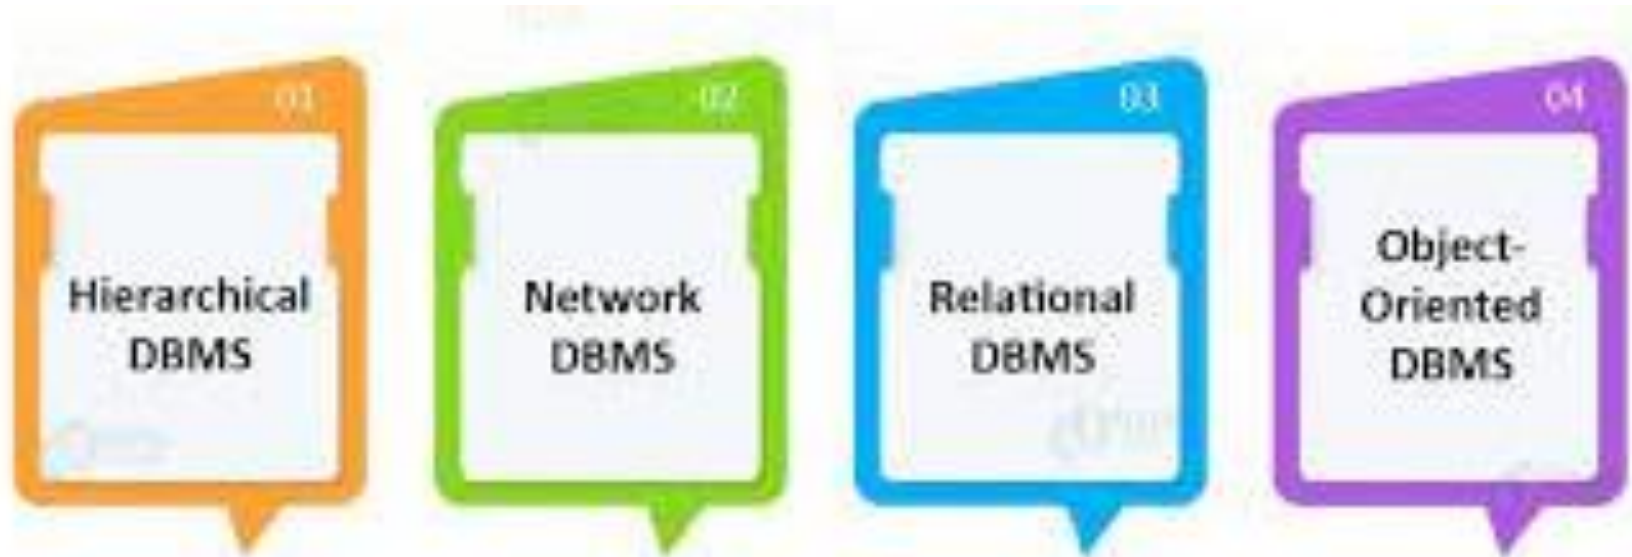 01
Hierarchical
DBMS
02
Network
DBMS
03
Relational
DBMS
04
Object-
Oriented
DBMS